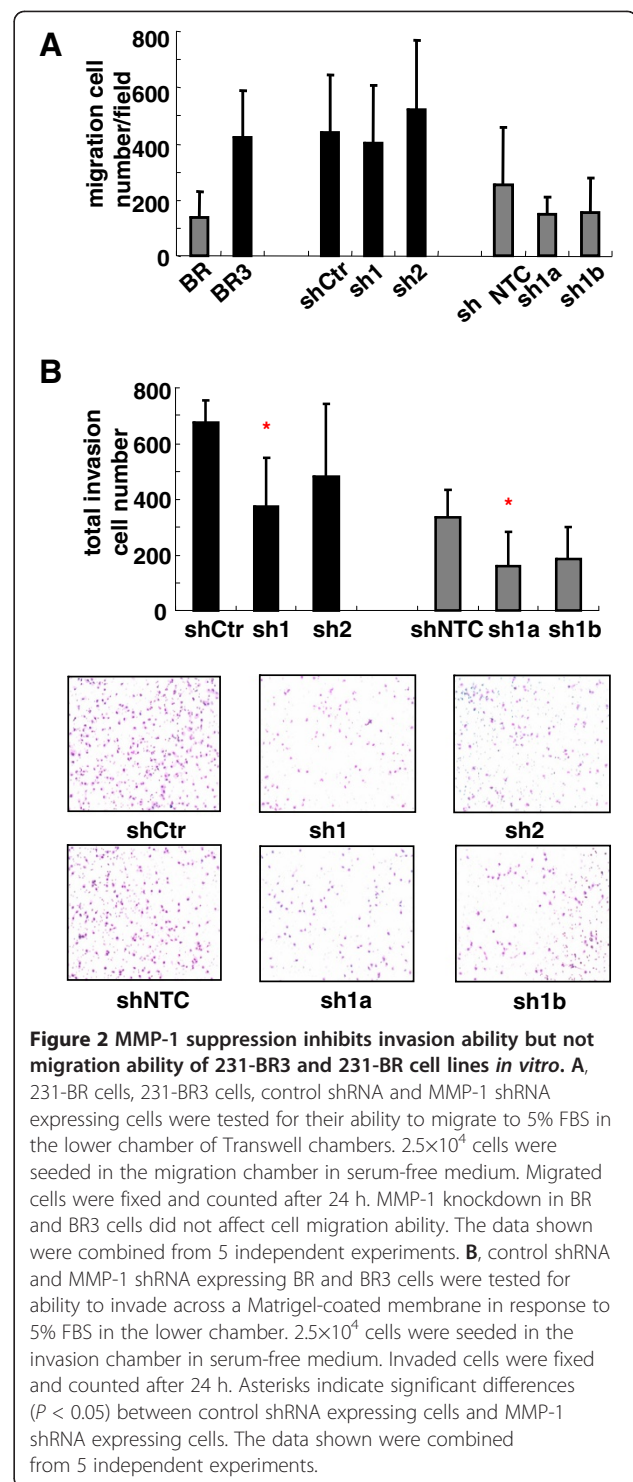 A
migration cell
number/field
800
600
400
200
0
BR BR3 shCtr sh1 sh2 sh NTC sh1a sh1b
B
total invasion
cell number
800
600
400
200
0
*
*
shCtr sh1 sh2 shNTC sh1a sh1b
shCtr sh1 sh2
shNTC sh1a sh1b
Figure 2 MMP-1 suppression inhibits invasion ability but not
migration ability of 231-BR3 and 231-BR cell lines in vitro. A,
231-BR cells, 231-BR3 cells, control shRNA and MMP-1 shRNA
expressing cells were tested for their ability to migrate to 5% FBS in
the lower chamber of Transwell chambers. 2.5×10⁴ cells were
seeded in the migration chamber in serum-free medium. Migrated
cells were fixed and counted after 24 h. MMP-1 knockdown in BR
and BR3 cells did not affect cell migration ability. The data shown
were combined from 5 independent experiments. B, control shRNA
and MMP-1 shRNA expressing BR and BR3 cells were tested for
ability to invade across a Matrigel-coated membrane in response to
5% FBS in the lower chamber. 2.5×10⁴ cells were seeded in the
invasion chamber in serum-free medium. Invaded cells were fixed
and counted after 24 h. Asterisks indicate significant differences
(P < 0.05) between control shRNA expressing cells and MMP-1
shRNA expressing cells. The data shown were combined
from 5 independent experiments.